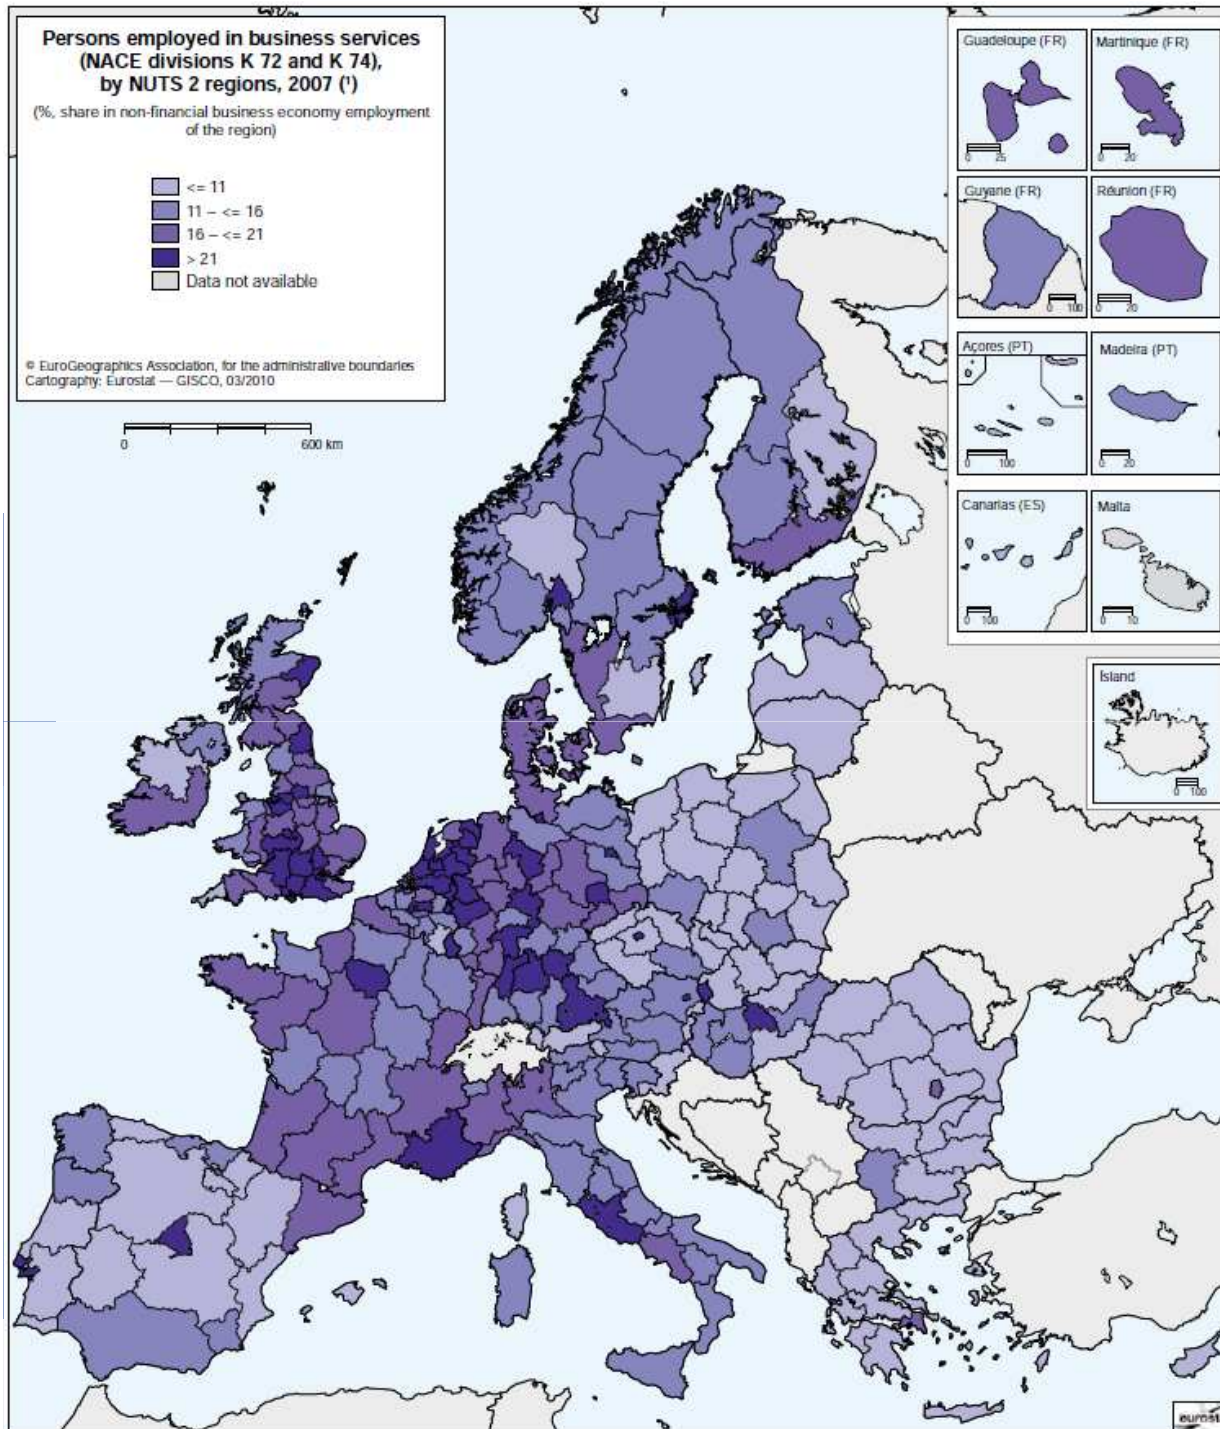 Persons employed in business services
(NACE divisions K 72 and K 74),
by NUTS 2 regions, 2007 (¹)
(%, share in non-financial business economy employment
of the region)
<= 11
11 – <= 16
16 – <= 21
> 21
Data not available
© EuroGeographics Association, for the administrative boundaries
Cartography: Eurostat — GISCO, 03/2010
0 600 km
Guadeloupe (FR)
0 25
Martinique (FR)
0 20
Guyane (FR)
0 100
Réunion (FR)
0 20
Açores (PT)
0 100
Madeira (PT)
0 20
Canarias (ES)
0 100
Malta
0 10
Ísland
0 100